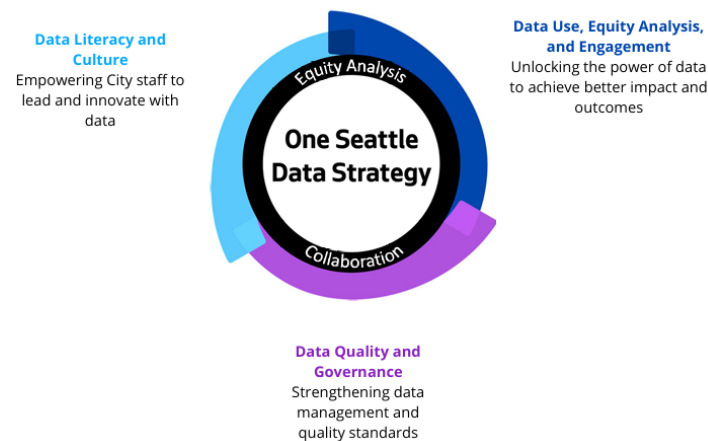 Data Literacy and
Culture
Empowering City staff to
lead and innovate with
data
Equity Analysis
One Seattle
Data Strategy
Collaboration
Data Use, Equity Analysis,
and Engagement
Unlocking the power of data
to achieve better impact and
outcomes
Data Quality and
Governance
Strengthening data
management and
quality standards